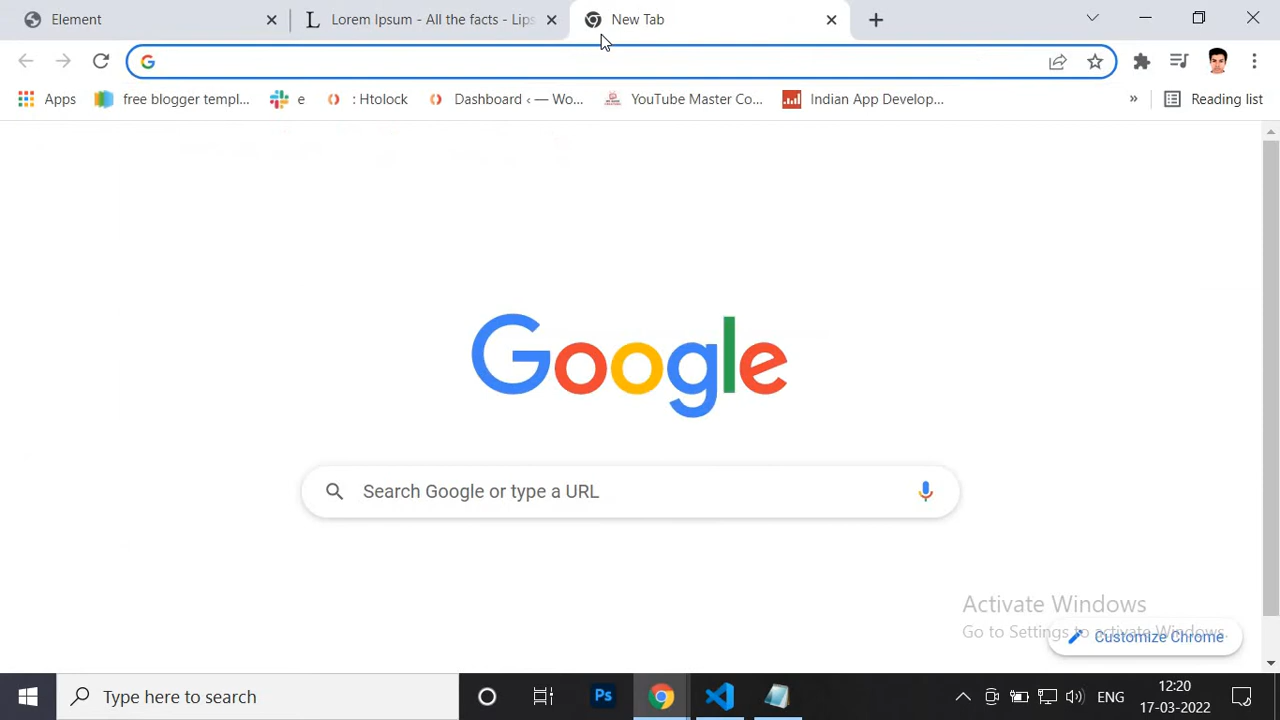 Element
Lorem Ipsum - All the facts - Lips
New Tab
Apps
free blogger templ...
e
: Htolock
Dashboard ‹ — Wo...
YouTube Master Co...
Indian App Develop...
»
Reading list
Google
Search Google or type a URL
Activate Windows
Go to Settings to activate Windows.
Customize Chrome
Type here to search
Ps
ENG
12:20
17-03-2022